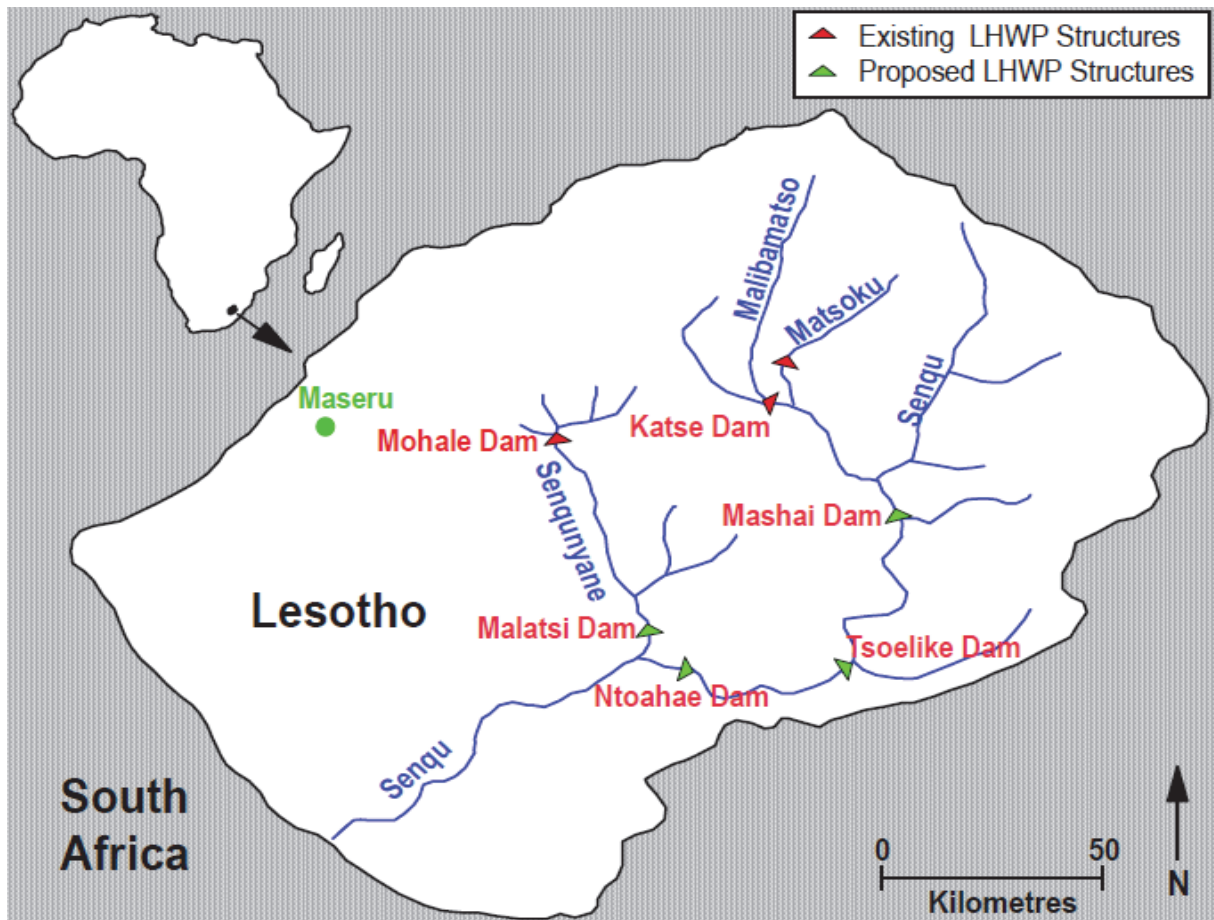 Existing LHWP Structures
Proposed LHWP Structures
Malibamatso
Matsoku
Senqu
Maseru
Mohale Dam
Katse Dam
Senqunyane
Mashai Dam
Lesotho
Malatsi Dam
Tsoelike Dam
Ntoahae Dam
Senqu
South
Africa
0 50
Kilometres
N